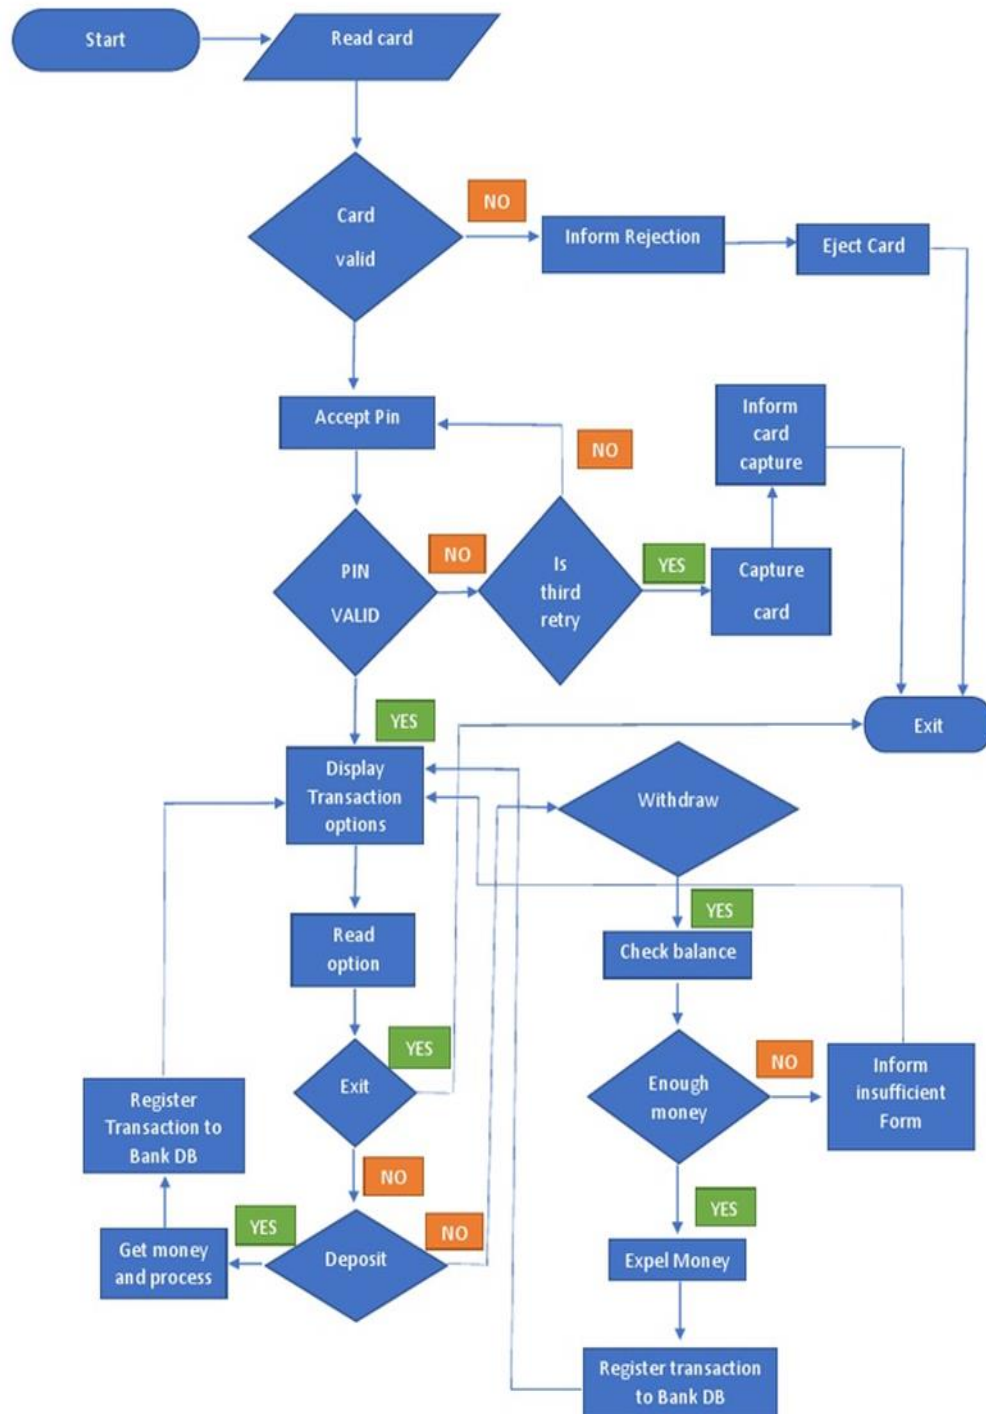 Start
Read card
Card
valid
NO
Inform Rejection
Eject Card
Accept Pin
NO
Inform
card
capture
PIN
VALID
NO
Is
third
retry
YES
Capture
card
YES
Exit
Display
Transaction
options
Withdraw
YES
Read
option
Check balance
YES
Exit
NO
Enough
money
NO
Inform
insufficient
Form
Register
Transaction to
Bank DB
NO
YES
YES
NO
Get money
and process
Deposit
Expel Money
Register transaction
to Bank DB